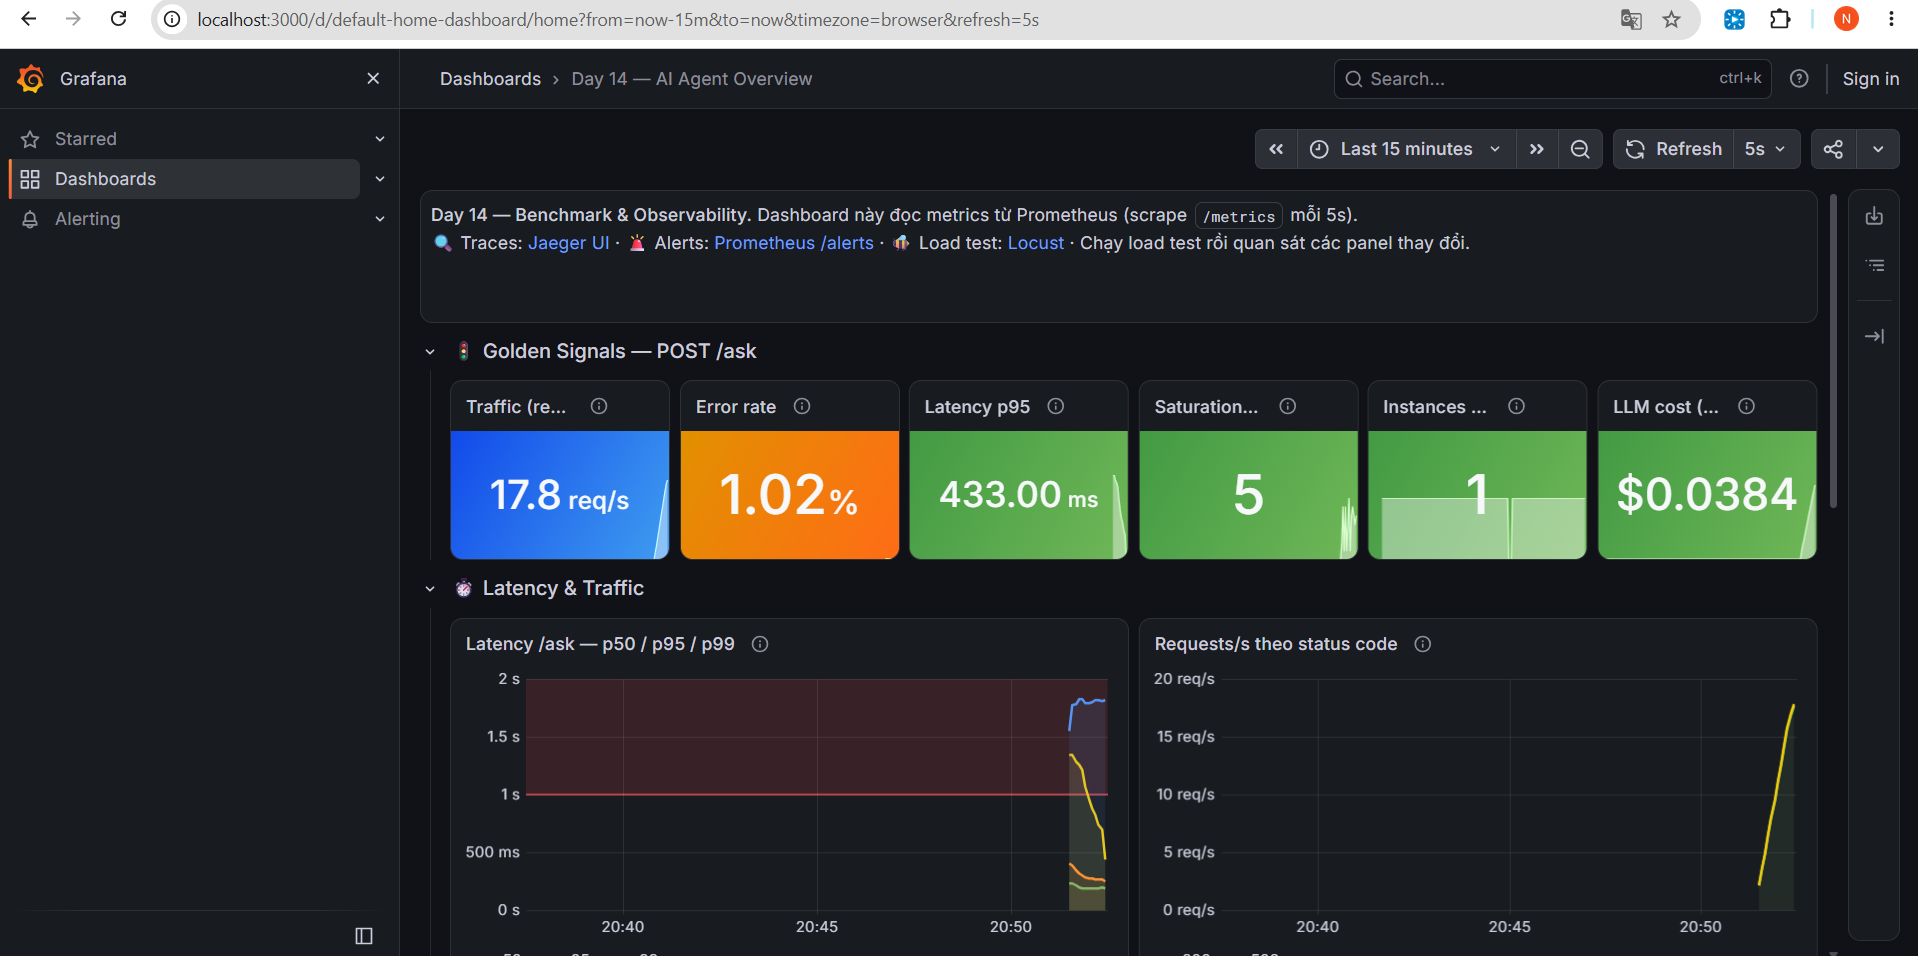 localhost:3000/d/default-home-dashboard/home?from=now-15m&to=now&timezone=browser&refresh=5s
N
Grafana
Dashboards › Day 14 — AI Agent Overview
Search...
ctrl+k
Sign in
Starred
Dashboards
Alerting
Last 15 minutes
Refresh
5s
Day 14 — Benchmark & Observability. Dashboard này đọc metrics từ Prometheus (scrape /metrics mỗi 5s).
Traces: Jaeger UI · Alerts: Prometheus /alerts · Load test: Locust · Chạy load test rồi quan sát các panel thay đổi.
Golden Signals — POST /ask
Traffic (re...
Error rate
Latency p95
Saturation...
Instances ...
LLM cost (...
17.8 req/s
1.02%
433.00 ms
5
1
$0.0384
Latency & Traffic
Latency /ask — p50 / p95 / p99
2 s
1.5 s
1 s
500 ms
0 s
20:40
20:45
20:50
Requests/s theo status code
20 req/s
15 req/s
10 req/s
5 req/s
0 req/s
20:40
20:45
20:50